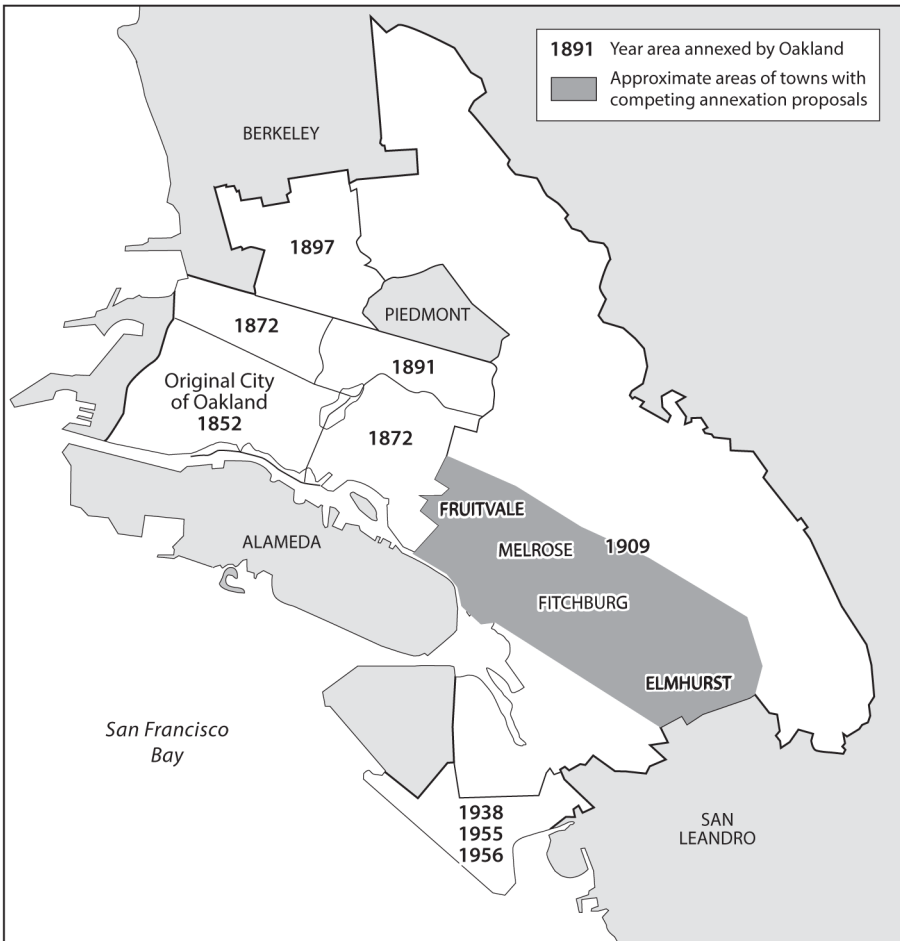 1891 Year area annexed by Oakland
Approximate areas of towns with
competing annexation proposals
BERKELEY
1897
PIEDMONT
1872
1891
Original City
of Oakland
1852
1872
FRUITVALE
MELROSE
1909
ALAMEDA
FITCHBURG
ELMHURST
San Francisco
Bay
1938
1955
1956
SAN
LEANDRO